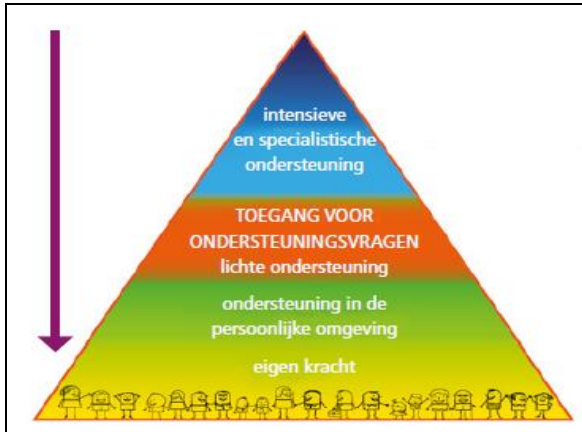 intensieve
en specialistische
ondersteuning
TOEGANG VOOR
ONDERSTEUNINGSVRAGEN
lichte ondersteuning
ondersteuning in de
persoonlijke omgeving
eigen kracht